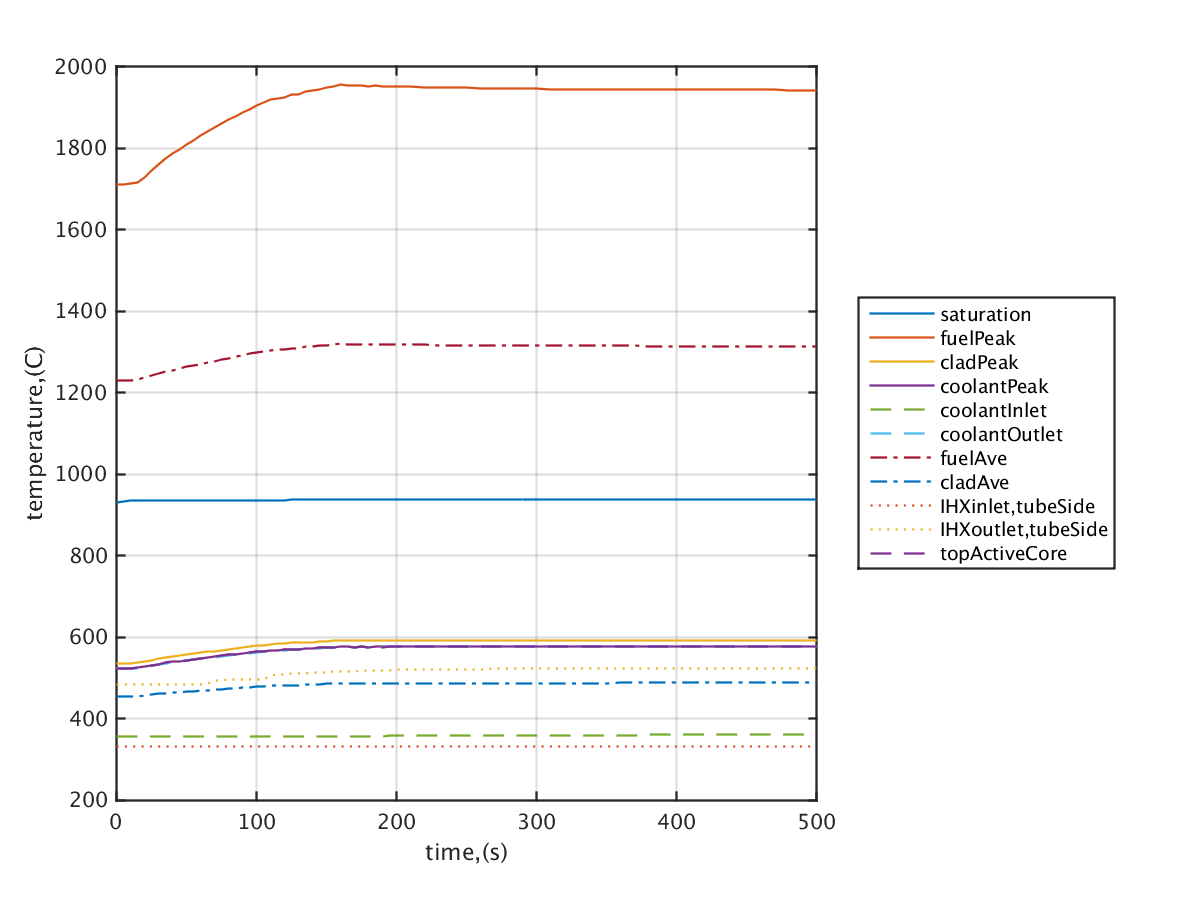 2000
1800
1600
1400
1200
1000
800
600
400
200
temperature,(C)
0 100 200 300 400 500
time,(s)
saturation
fuelPeak
cladPeak
coolantPeak
coolantInlet
coolantOutlet
fuelAve
cladAve
IHXinlet,tubeSide
IHXoutlet,tubeSide
topActiveCore